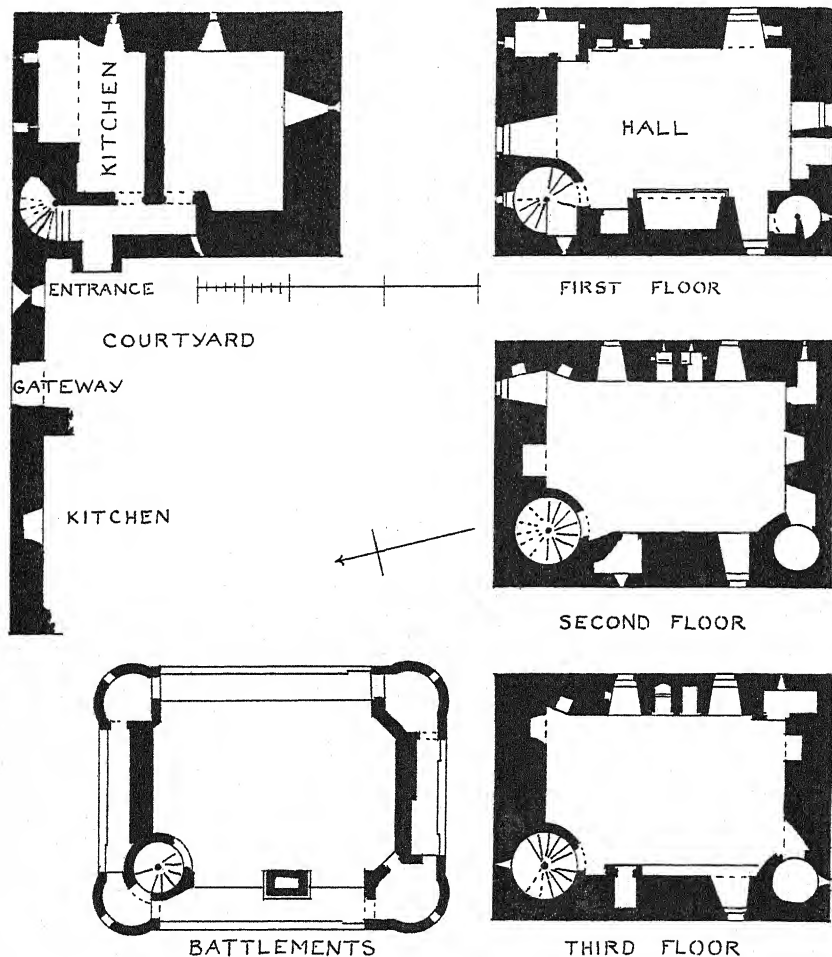 KITCHEN
HALL
ENTRANCE
FIRST FLOOR
COURTYARD
GATEWAY
KITCHEN
SECOND FLOOR
BATTLEMENTS
THIRD FLOOR